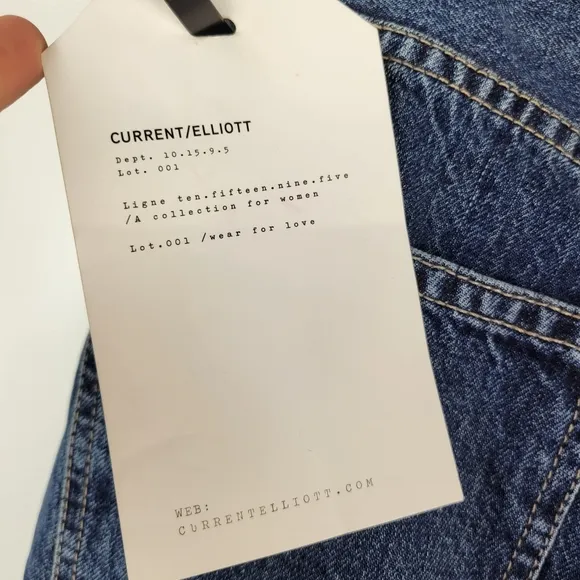 CURRENT/ELLIOTT
Dept. 10.15.9.5
Lot. 001
Ligne ten.fifteen.nine.five
/A collection for women
Lot.001 /wear for love
WEB:
CURRENTELLIOTT.COM